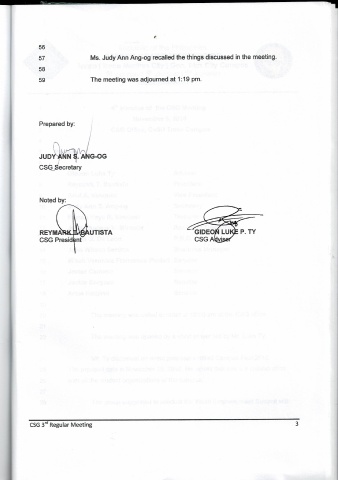 56
57 Ms. Judy Ann Ang-og recalled the things discussed in the meeting.
58
59 The meeting was adjourned at 1:19 pm.
Prepared by:
JUDY ANN S. ANG-OG
CSG Secretary
Noted by:
REYMARK BAUTISTA GIDEON LUKE P. TY
CSG President CSG Adviser
CSG 3rd Regular Meeting 3